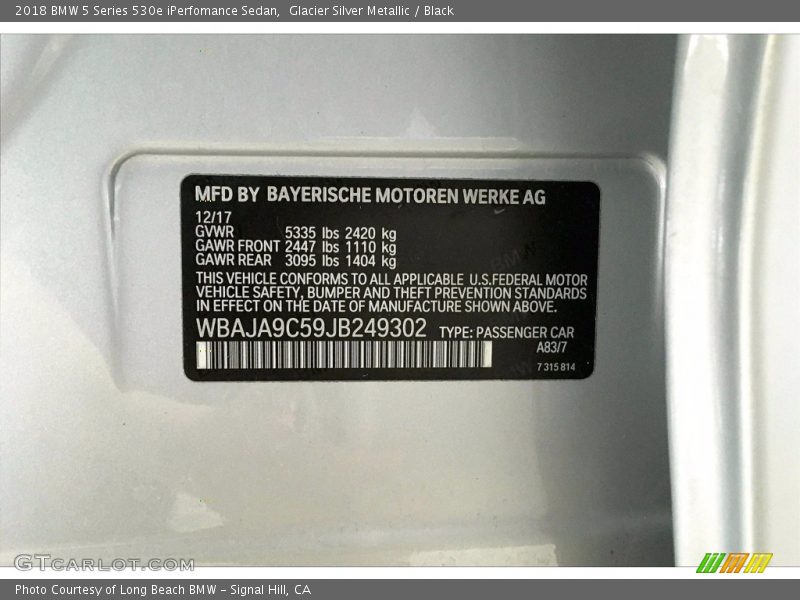 2018 BMW 5 Series 530e iPerfomance Sedan, Glacier Silver Metallic / Black
MFD BY BAYERISCHE MOTOREN WERKE AG
12/17
GVWR 5335 lbs 2420 kg
GAWR FRONT 2447 lbs 1110 kg
GAWR REAR 3095 lbs 1404 kg
THIS VEHICLE CONFORMS TO ALL APPLICABLE U.S.FEDERAL MOTOR
VEHICLE SAFETY, BUMPER AND THEFT PREVENTION STANDARDS
IN EFFECT ON THE DATE OF MANUFACTURE SHOWN ABOVE.
WBAJA9C59JB249302 TYPE: PASSENGER CAR
A83/7
7 315 814
GTCARLOT.COM
Photo Courtesy of Long Beach BMW - Signal Hill, CA